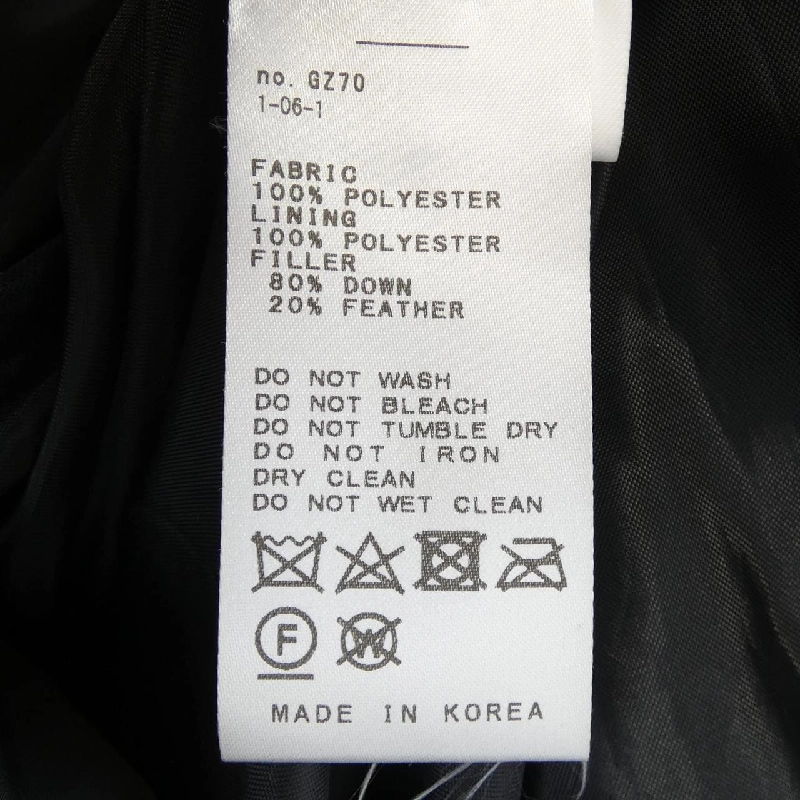 no. GZ70
1-06-1
FABRIC
100% POLYESTER
LINING
100% POLYESTER
FILLER
80% DOWN
20% FEATHER
DO NOT WASH
DO NOT BLEACH
DO NOT TUMBLE DRY
DO NOT IRON
DRY CLEAN
DO NOT WET CLEAN
F W
MADE IN KOREA